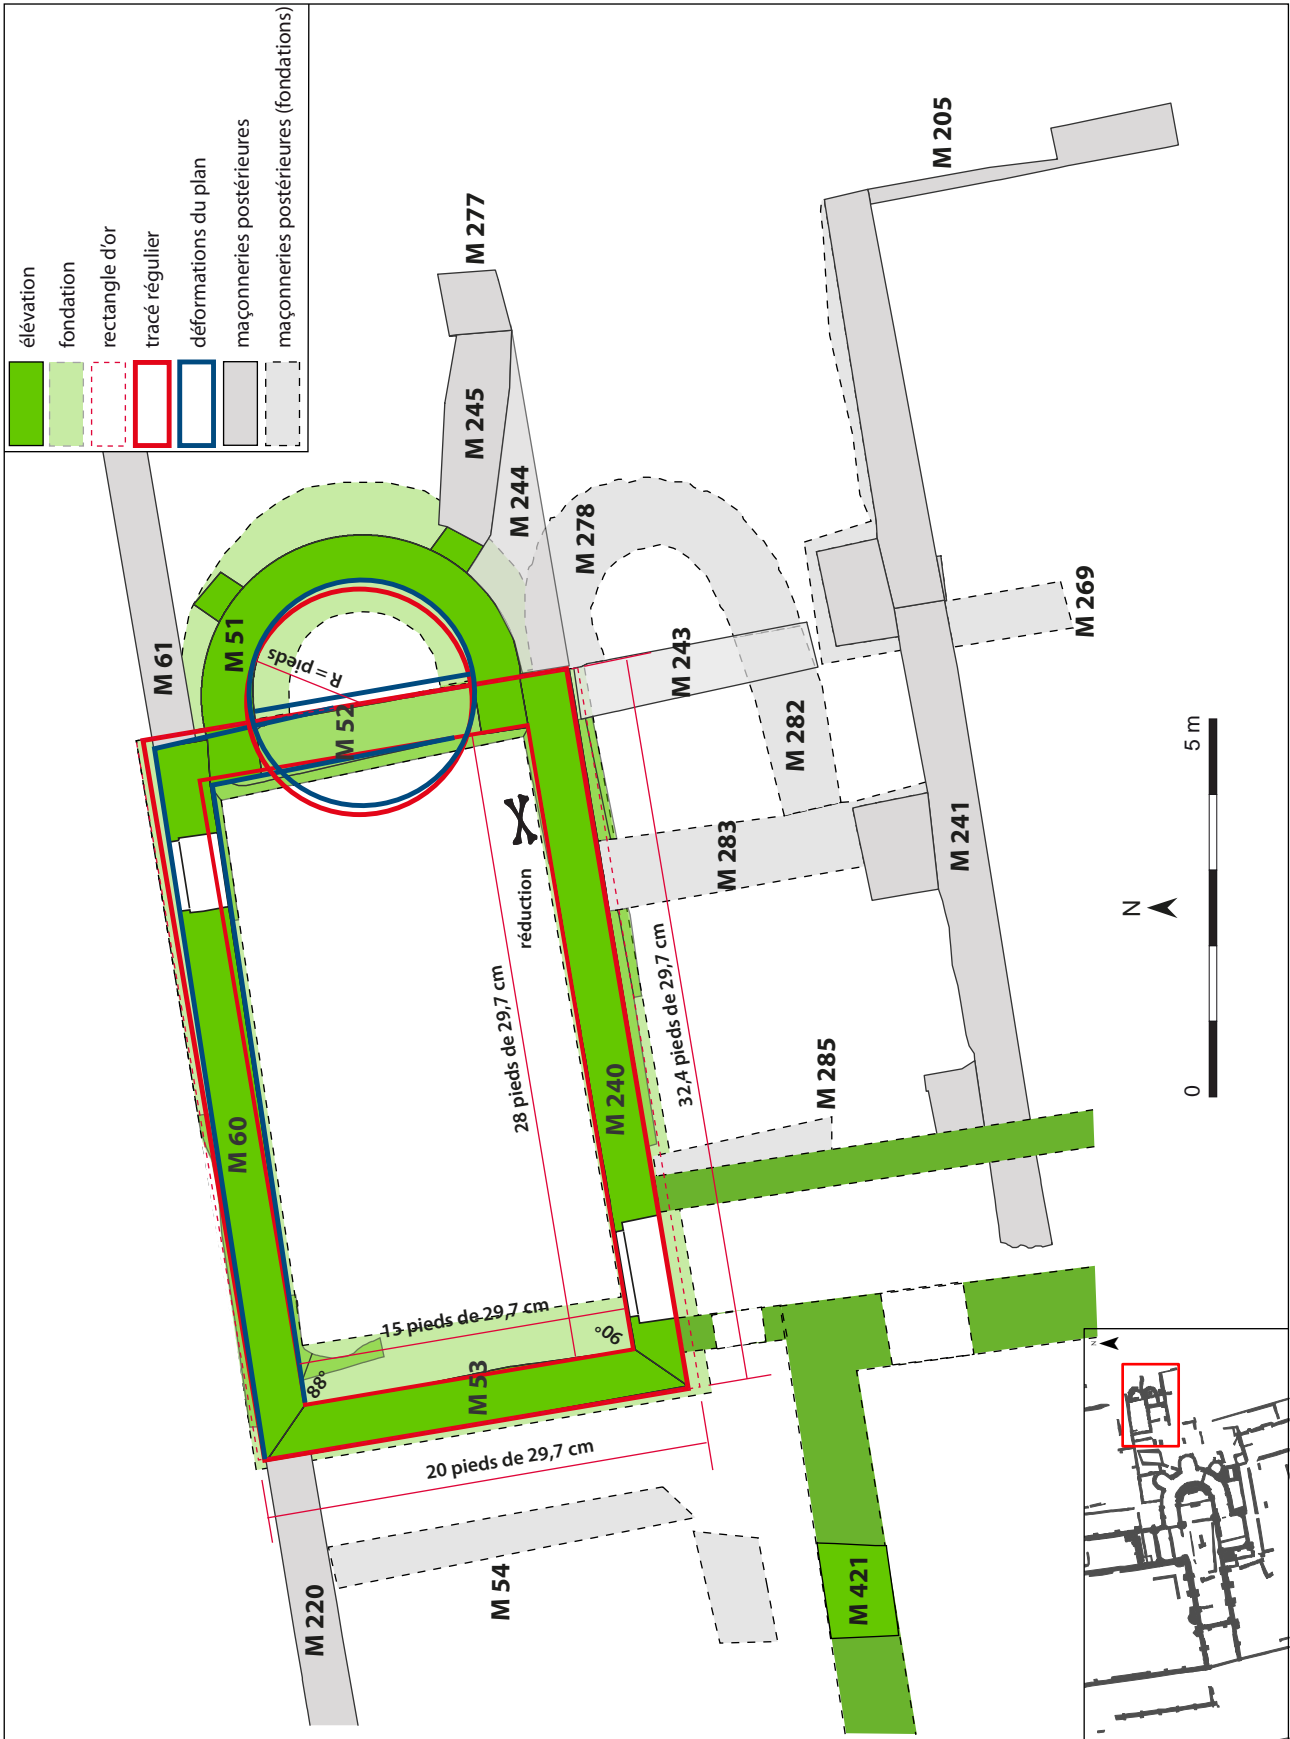 élévation
fondation
rectangle d'or
tracé régulier
déformations du plan
maçonneries postérieures
maçonneries postérieures (fondations)
M 61
M 51
M 52
R = pieds
M 277
M 245
M 244
M 278
M 205
M 243
M 269
M 282
M 283
M 241
réduction
28 pieds de 29,7 cm
32,4 pieds de 29,7 cm
M 60
M 240
M 285
15 pieds de 29,7 cm
90°
88°
M 53
20 pieds de 29,7 cm
M 220
M 54
M 421
N
0
5 m